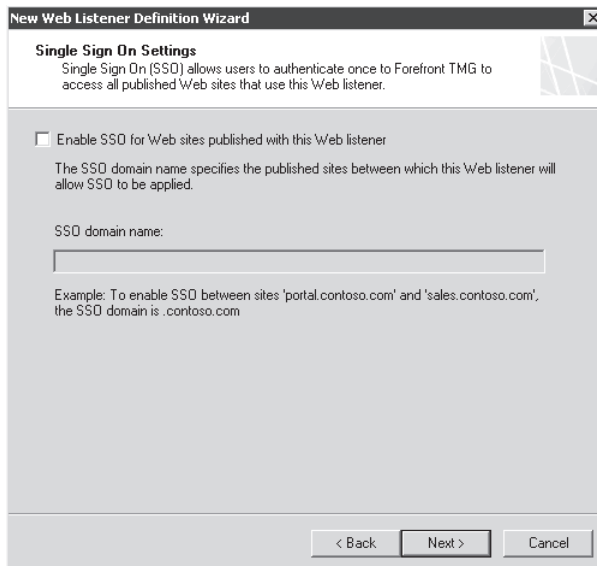 New Web Listener Definition Wizard
Single Sign On Settings
Single Sign On (SSO) allows users to authenticate once to Forefront TMG to
access all published Web sites that use this Web listener.
Enable SSO for Web sites published with this Web listener
The SSO domain name specifies the published sites between which this Web listener will
allow SSO to be applied.
SSO domain name:
Example: To enable SSO between sites 'portal.contoso.com' and 'sales.contoso.com',
the SSO domain is .contoso.com
< Back
Next >
Cancel